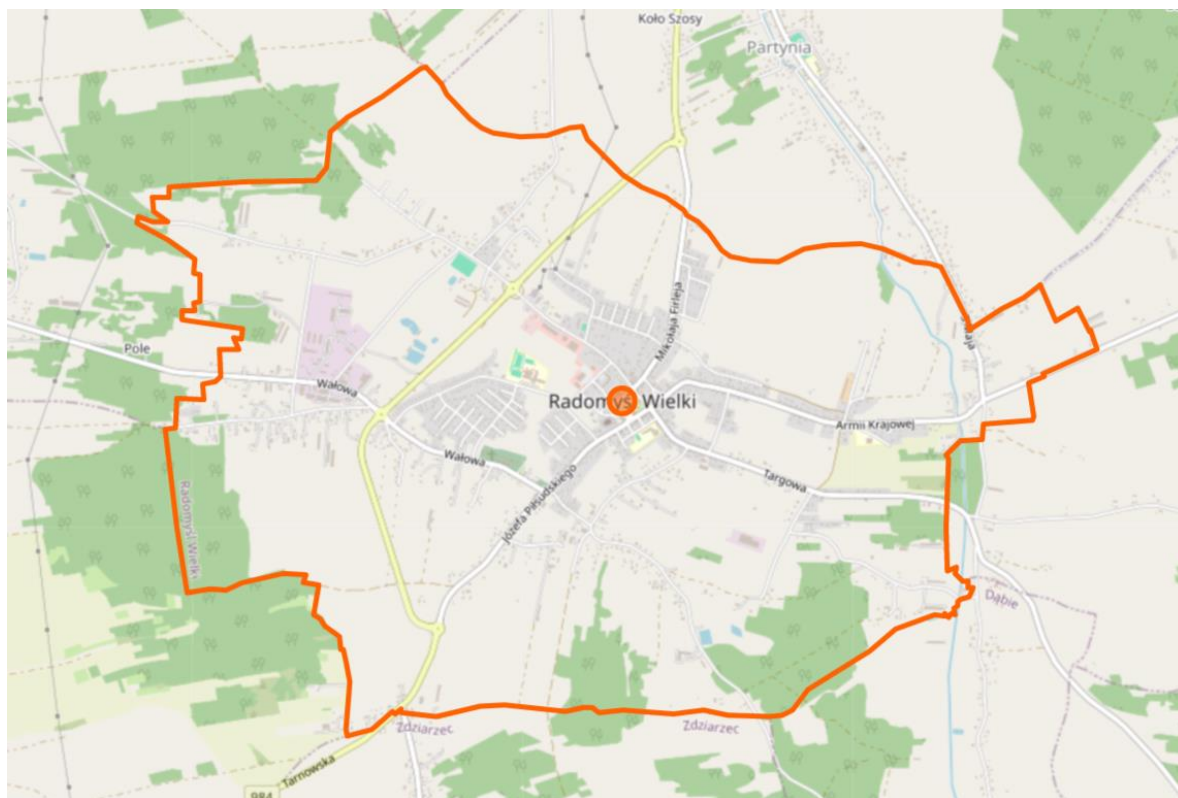 Koło Szosy
Partynia
Pole
Wałowa
Mikołaja Firleja
Radomyśl Wielki
Armii Krajowej
Wałowa
Józefa Piłsudskiego
Targowa
Radomyśl Wielki
Dąbie
Zdziarzec
Zdziarzec
Tarnowska
984